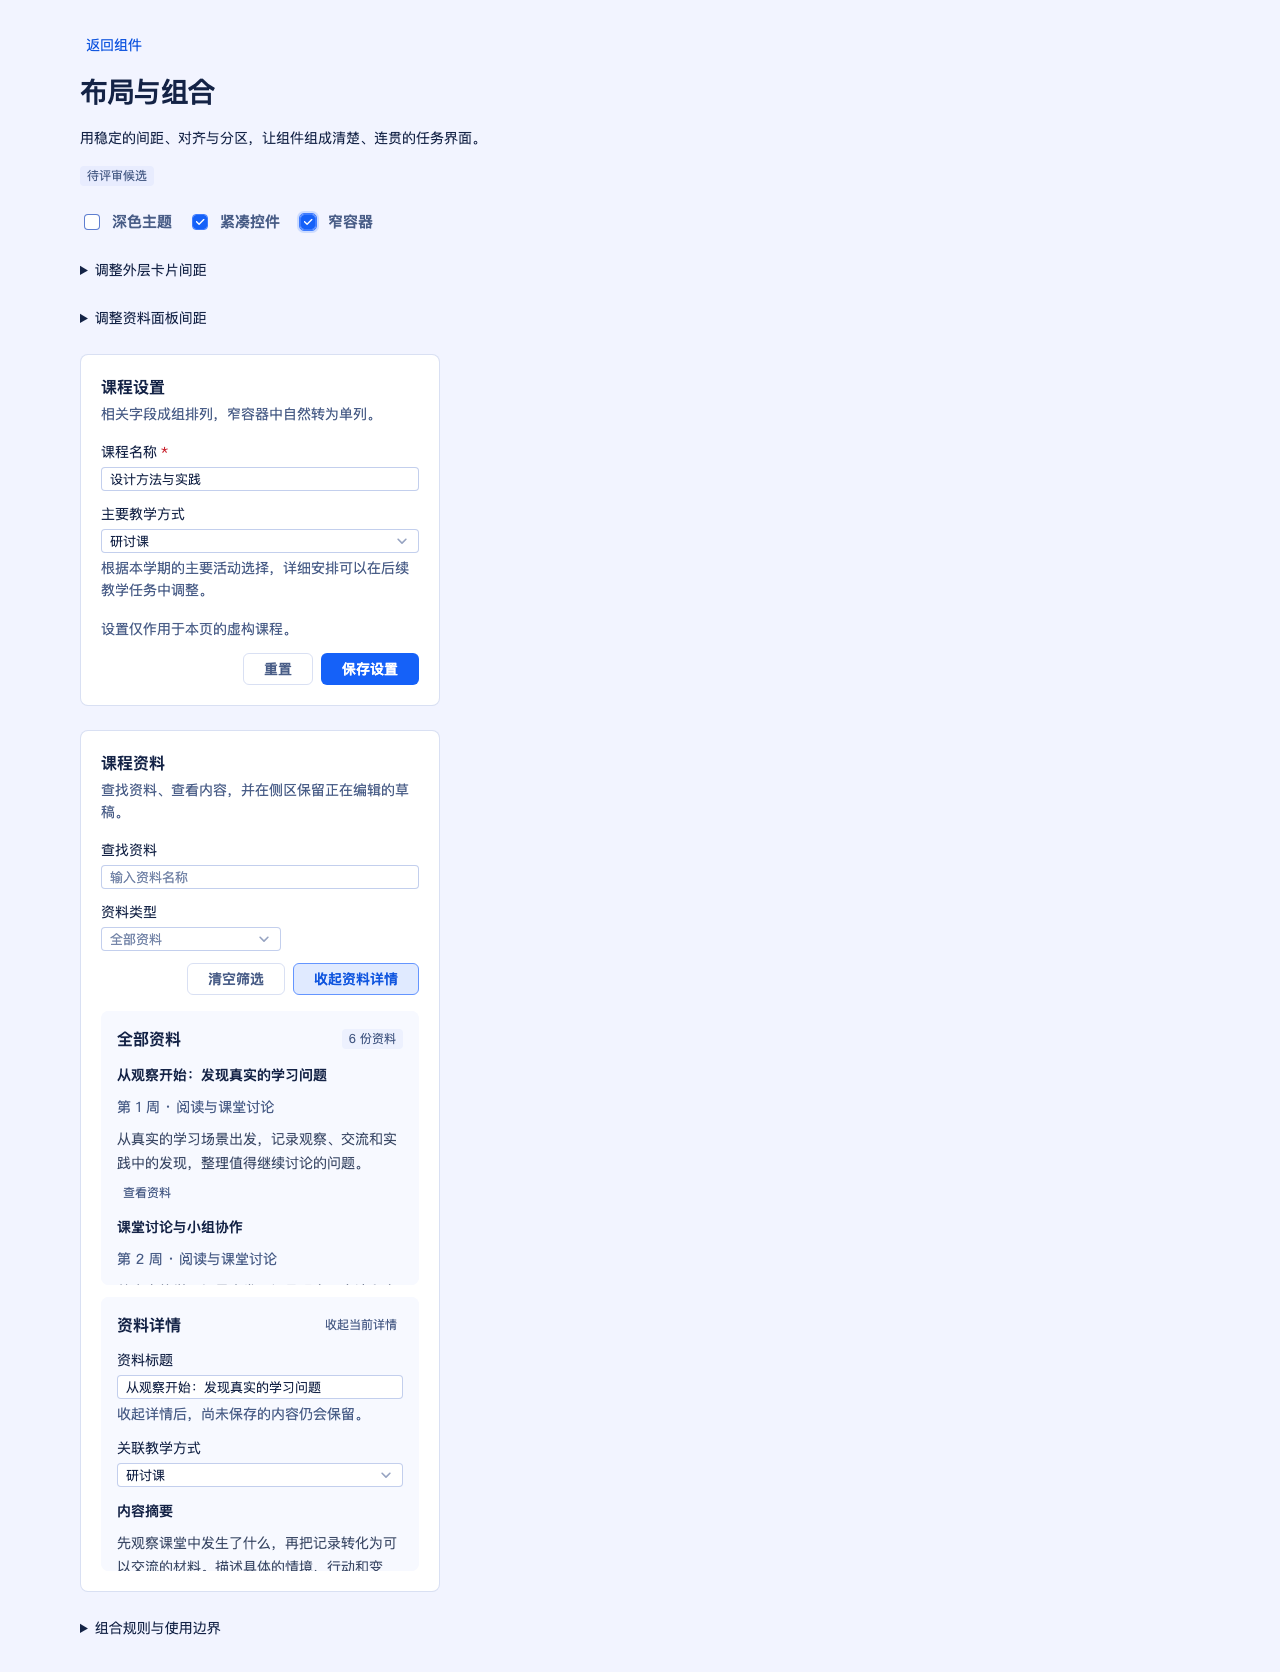 返回组件
布局与组合
用稳定的间距、对齐与分区，让组件组成清楚、连贯的任务界面。
待评审候选
深色主题 紧凑控件 窄容器
调整外层卡片间距
调整资料面板间距
课程设置
相关字段成组排列，窄容器中自然转为单列。
课程名称 *
设计方法与实践
主要教学方式
研讨课
根据本学期的主要活动选择，详细安排可以在后续
教学任务中调整。
设置仅作用于本页的虚构课程。
重置 保存设置
课程资料
查找资料、查看内容，并在侧区保留正在编辑的草
稿。
查找资料
输入资料名称
资料类型
全部资料
清空筛选 收起资料详情
全部资料 6 份资料
从观察开始：发现真实的学习问题
第 1 周 · 阅读与课堂讨论
从真实的学习场景出发，记录观察、交流和实
践中的发现，整理值得继续讨论的问题。
查看资料
课堂讨论与小组协作
第 2 周 · 阅读与课堂讨论
资料详情 收起当前详情
资料标题
从观察开始：发现真实的学习问题
收起详情后，尚未保存的内容仍会保留。
关联教学方式
研讨课
内容摘要
先观察课堂中发生了什么，再把记录转化为可
以交流的材料。描述具体的情境、行动和变
组合规则与使用边界